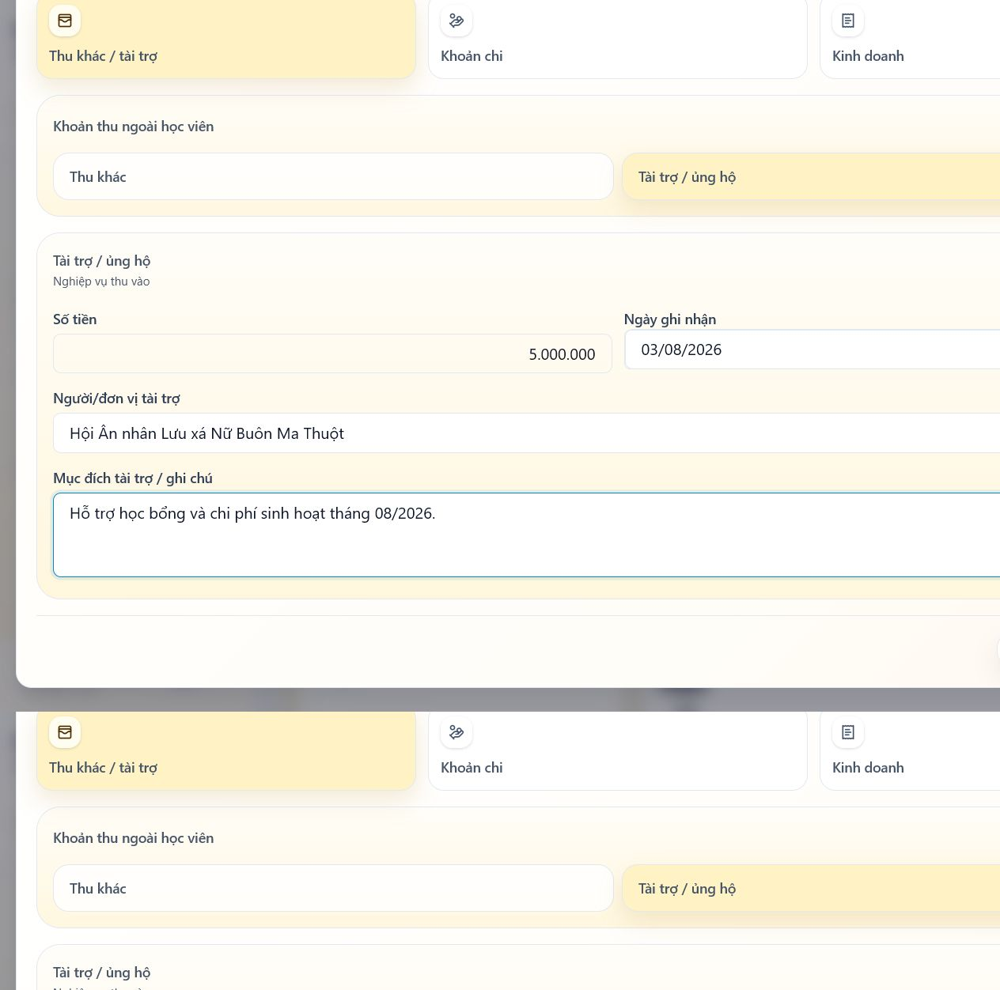 Thu khác / tài trợ
Khoản chi
Kinh doanh
Khoản thu ngoài học viên
Thu khác
Tài trợ / ủng hộ
Tài trợ / ủng hộ
Nghiệp vụ thu vào
Số tiền
Ngày ghi nhận
5.000.000
03/08/2026
Người/đơn vị tài trợ
Hội Ân nhân Lưu xá Nữ Buôn Ma Thuột
Mục đích tài trợ / ghi chú
Hỗ trợ học bổng và chi phí sinh hoạt tháng 08/2026.
Thu khác / tài trợ
Khoản chi
Kinh doanh
Khoản thu ngoài học viên
Thu khác
Tài trợ / ủng hộ
Tài trợ / ủng hộ